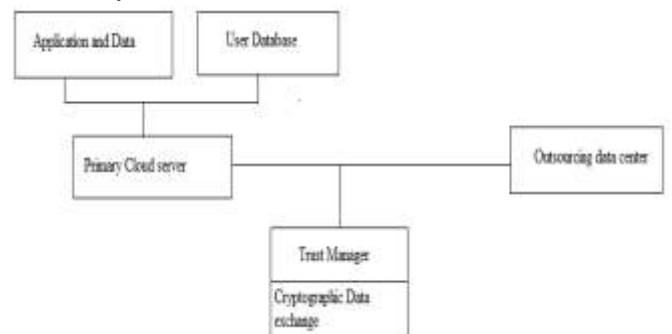 Application and Data
User Database
Primary Cloud server
Outsourcing data center
Trust Manager
Cryptographic Data
exchange